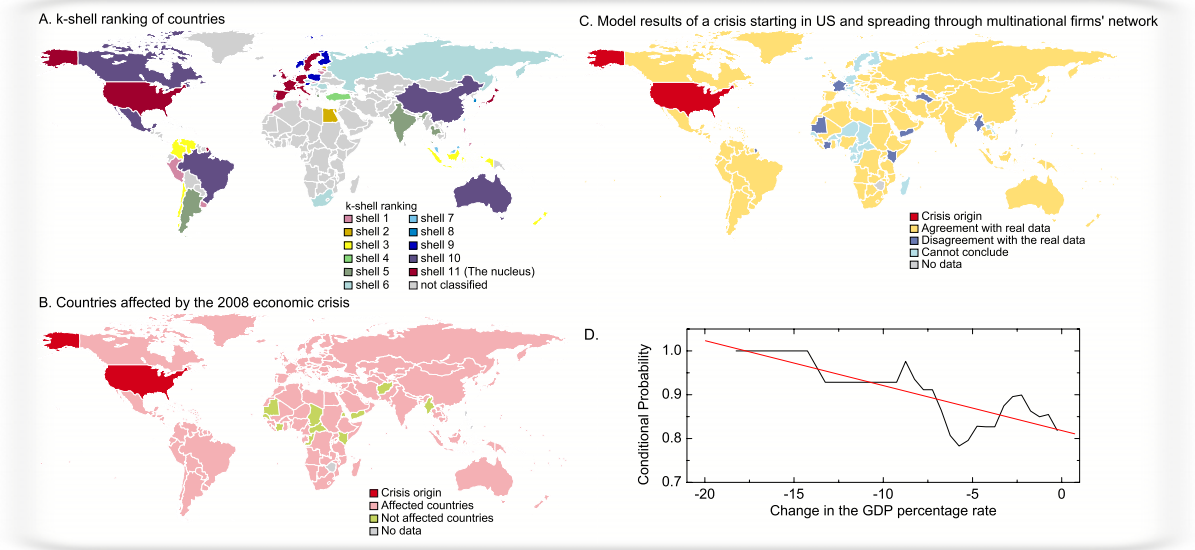 A. k-shell ranking of countries
k-shell ranking
shell 1
shell 2
shell 3
shell 4
shell 5
shell 6
shell 7
shell 8
shell 9
shell 10
shell 11 (The nucleus)
not classified
B. Countries affected by the 2008 economic crisis
Crisis origin
Affected countries
Not affected countries
No data
C. Model results of a crisis starting in US and spreading through multinational firms' network
Crisis origin
Agreement with real data
Disagreement with the real data
Cannot conclude
No data
D.
Conditional Probability
1.0
0.9
0.8
0.7
-20 -15 -10 -5 0
Change in the GDP percentage rate